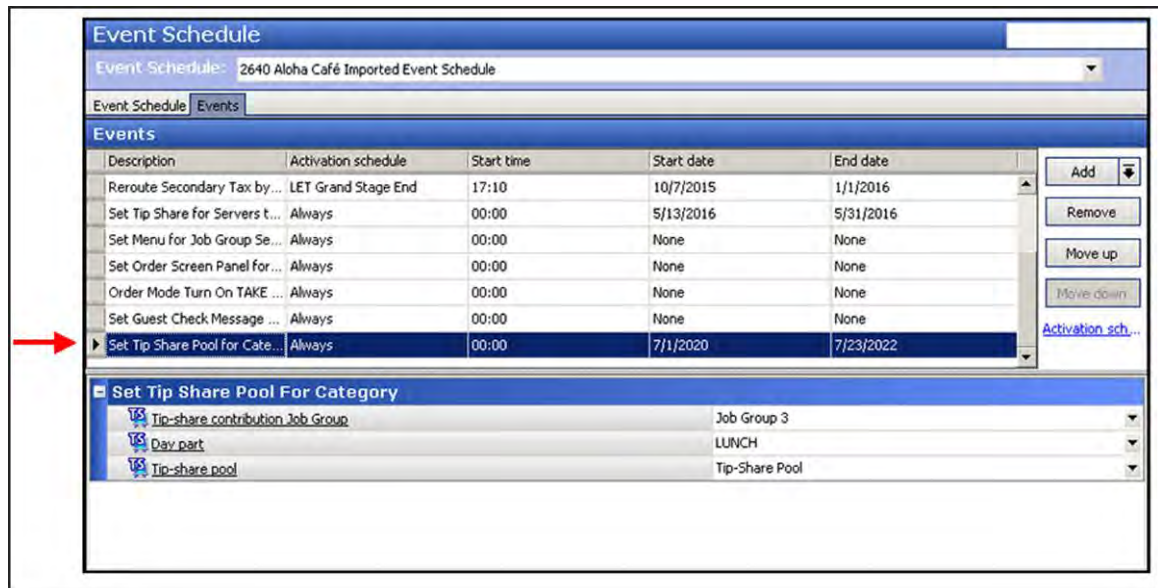 Event Schedule
Event Schedule: 2640 Aloha Café Imported Event Schedule
Event Schedule Events
Events
Description Activation schedule Start time Start date End date
Reroute Secondary Tax by... LET Grand Stage End 17:10 10/7/2015 1/1/2016
Set Tip Share for Servers t... Always 00:00 5/13/2016 5/31/2016
Set Menu for Job Group Se... Always 00:00 None None
Set Order Screen Panel for... Always 00:00 None None
Order Mode Turn On TAKE ... Always 00:00 None None
Set Guest Check Message ... Always 00:00 None None
Set Tip Share Pool for Cate... Always 00:00 7/1/2020 7/23/2022
Add
Remove
Move up
Move down
Activation sch...
Set Tip Share Pool For Category
TS Tip-share contribution Job Group Job Group 3
TS Day part LUNCH
TS Tip-share pool Tip-Share Pool